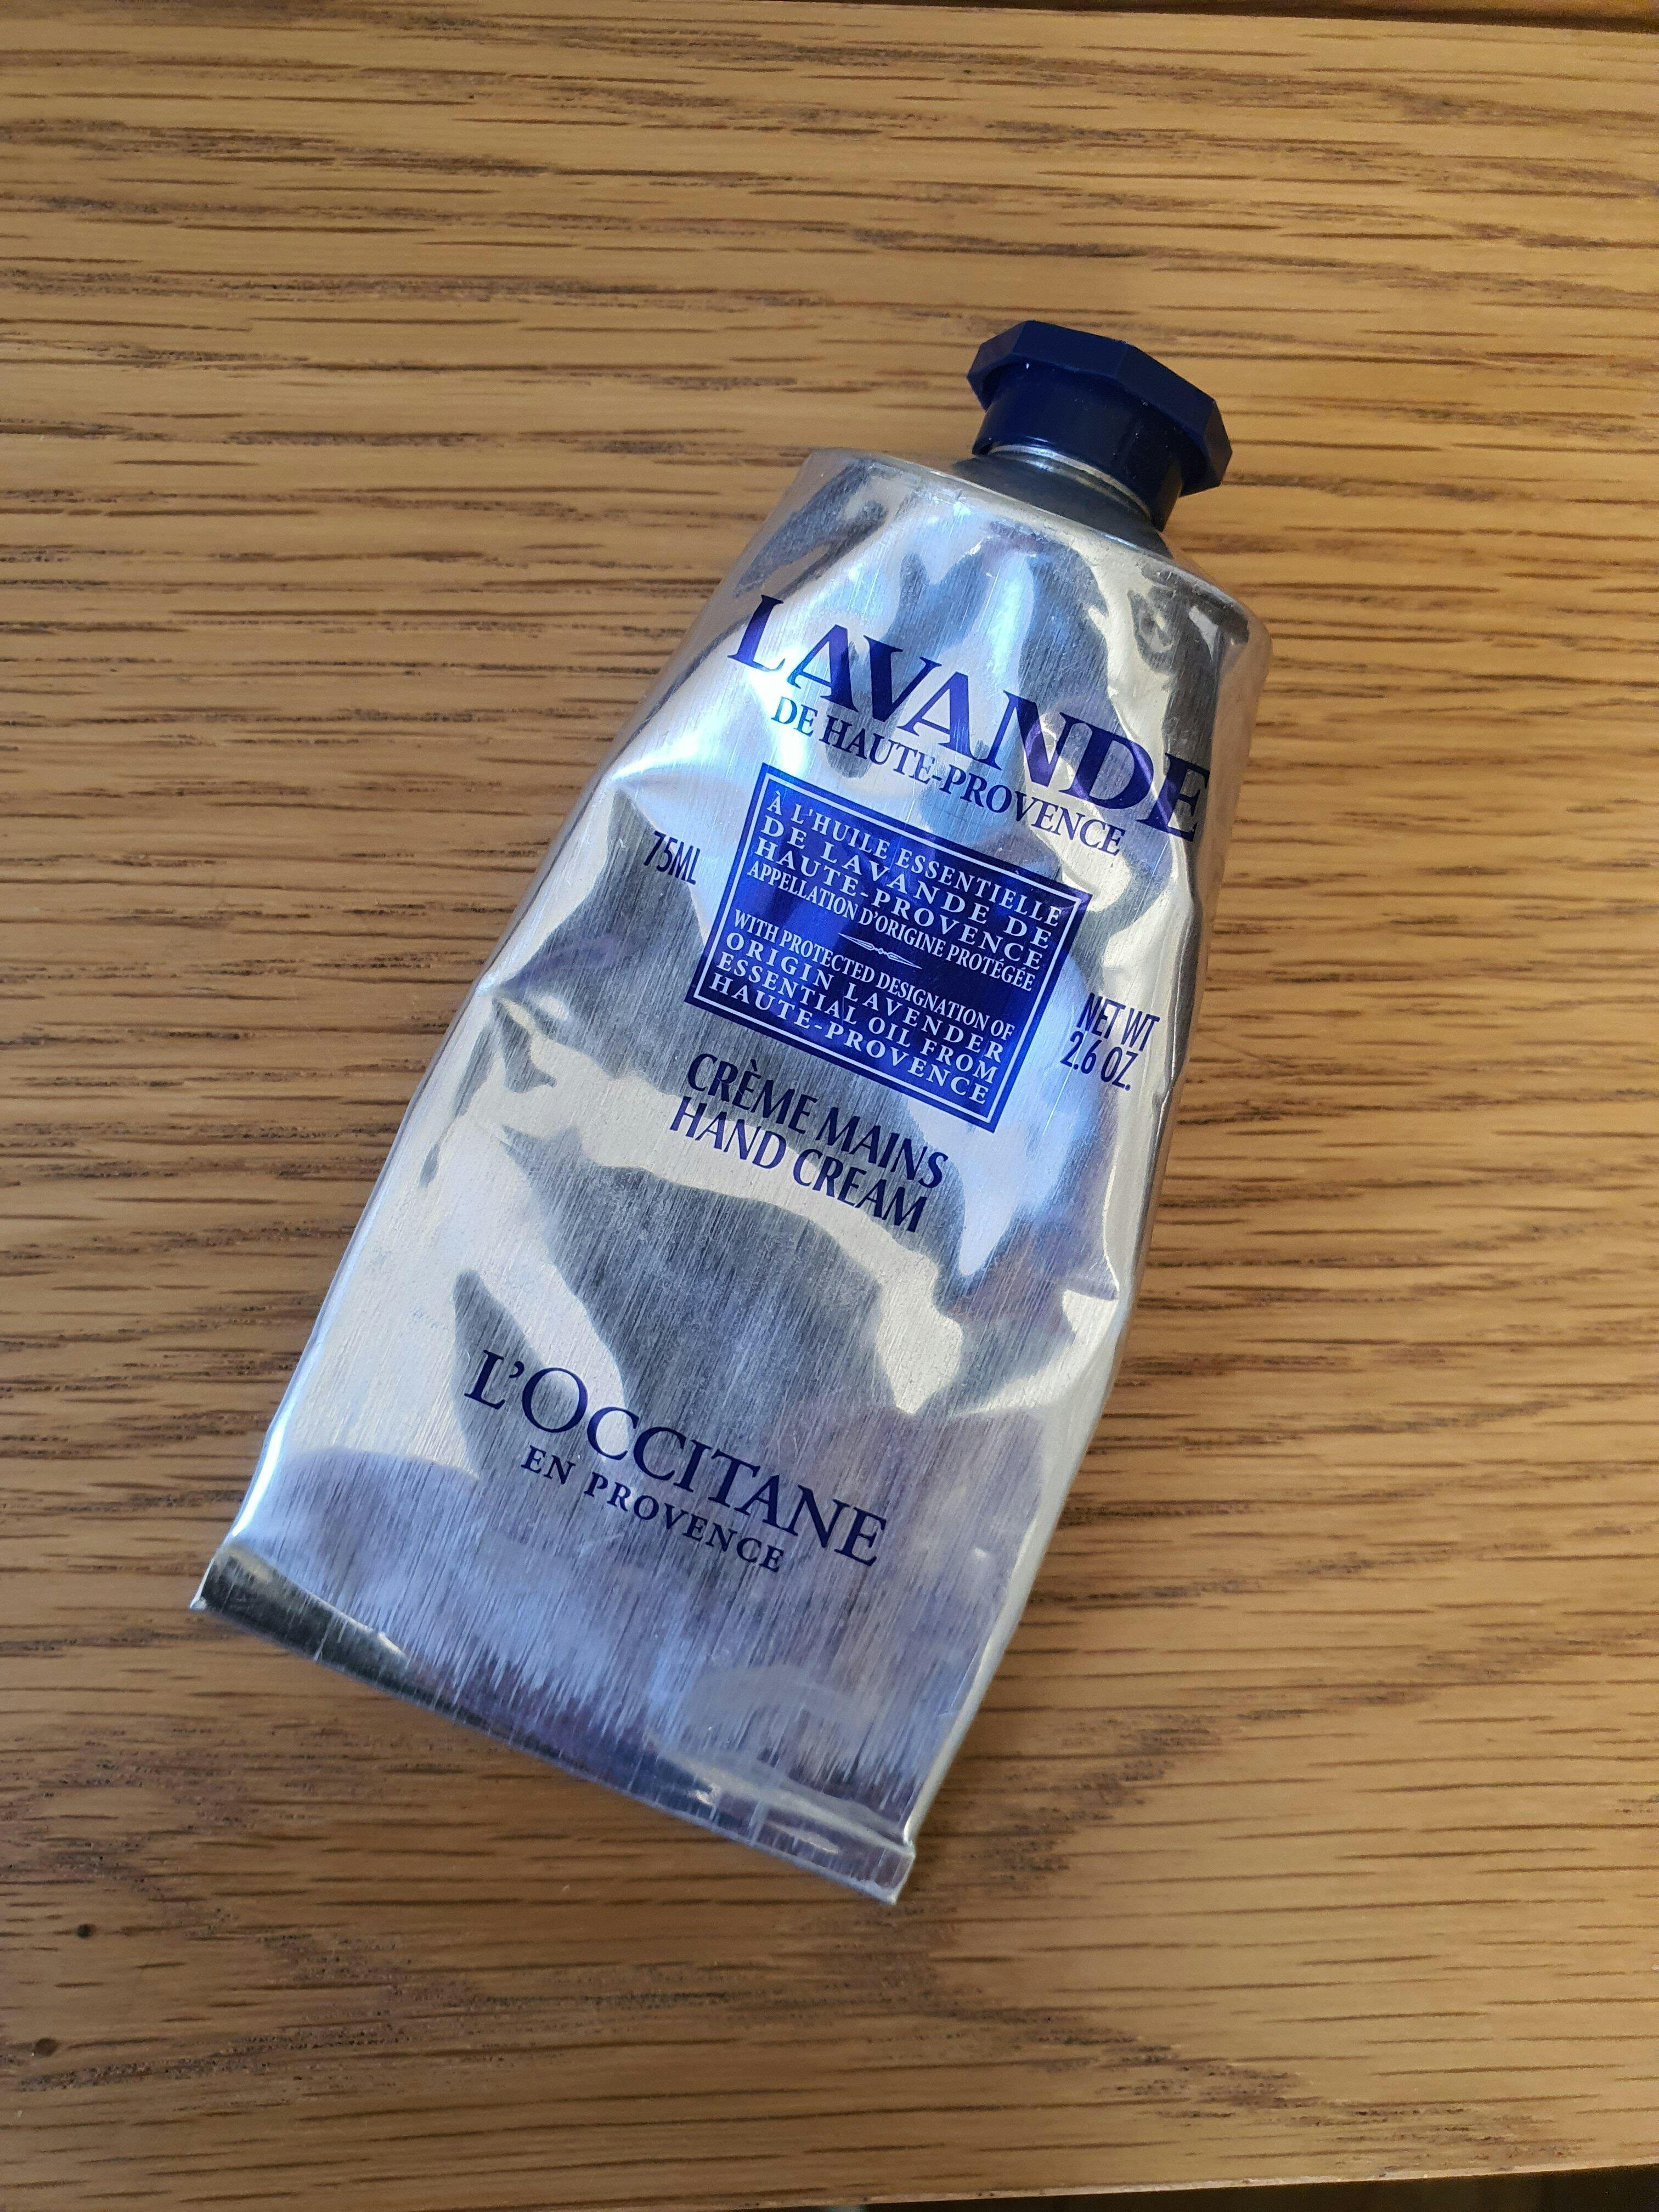 LAVANDE
DE HAUTE-PROVENCE
75ML
À L'HUILE ESSENTIELLE
DE LAVANDE DE
HAUTE-PROVENCE
APPELLATION D'ORIGINE PROTÉGÉE
WITH PROTECTED DESIGNATION OF
ORIGIN LAVENDER
ESSENTIAL OIL FROM
HAUTE-PROVENCE
NET WT
2.6 OZ.
CRÈME MAINS
HAND CREAM
L'OCCITANE
EN PROVENCE